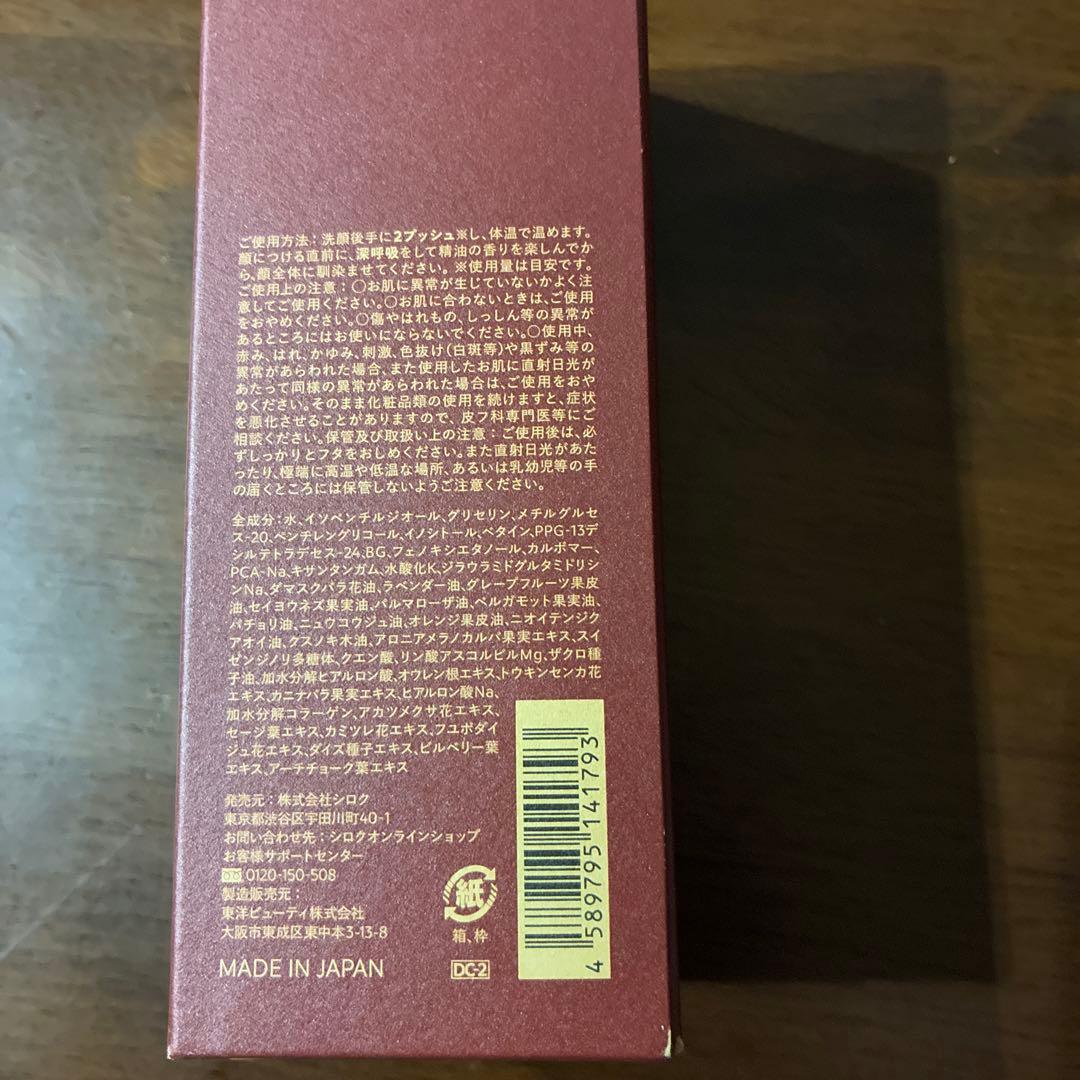 ご使用方法：洗顔後手に2プッシュ※し、体温で温めます。
顔につける直前に、深呼吸をして精油の香りを楽しんでか
ら、顔全体に馴染ませてください。※使用量は目安です。
ご使用上の注意：〇お肌に異常が生じていないかよく注
意してご使用ください。〇お肌に合わないときは、ご使用
をおやめください。〇傷やはれもの、しっしん等の異常が
あるところにはお使いにならないでください。〇使用中、
赤み、はれ、かゆみ、刺激、色抜け（白斑等）や黒ずみ等の
異常があらわれた場合、また使用したお肌に直射日光が
あたって同様の異常があらわれた場合は、ご使用をおや
めください。そのまま化粧品類の使用を続けますと、症状
を悪化させることがありますので、皮フ科専門医等にご
相談ください。保管及び取扱い上の注意：ご使用後は、必
ずしっかりとフタをおしめください。また直射日光があた
ったり、極端に高温や低温な場所、あるいは乳幼児等の手
の届くところには保管しないようご注意ください。
全成分：水、イソペンチルジオール、グリセリン、メチルグルセ
ス-20、ペンチレングリコール、イノシトール、ベタイン、PPG-13デ
シルテトラデセス-24、BG、フェノキシエタノール、カルボマー、
PCA-Na、キサンタンガム、水酸化K、ジラウラミドグルタミドリシ
ンNa、ダマスクバラ花油、ラベンダー油、グレープフルーツ果皮
油、セイヨウネズ果実油、パルマローザ油、ベルガモット果実油、
パチョリ油、ニュウコウジュ油、オレンジ果皮油、ニオイテンジク
アオイ油、クスノキ木油、アロニアメラノカルパ果実エキス、スイ
ゼンジノリ多糖体、クエン酸、リン酸アスコルビルMg、ザクロ種
子油、加水分解ヒアルロン酸、オウレン根エキス、トウキンセンカ花
エキス、カニナバラ果実エキス、ヒアルロン酸Na、
加水分解コラーゲン、アカツメクサ花エキス、
セージ葉エキス、カミツレ花エキス、フユボダイ
ジュ花エキス、ダイズ種子エキス、ビルベリー葉
エキス、アーチチョーク葉エキス
発売元：株式会社シロク
東京都渋谷区宇田川町40-1
お問い合わせ先：シロクオンラインショップ
お客様サポートセンター
0120-150-508
製造販売元：
東洋ビューティ株式会社
大阪市東成区東中本3-13-8
MADE IN JAPAN
紙
箱、枠
DC-2
4 589795 141793